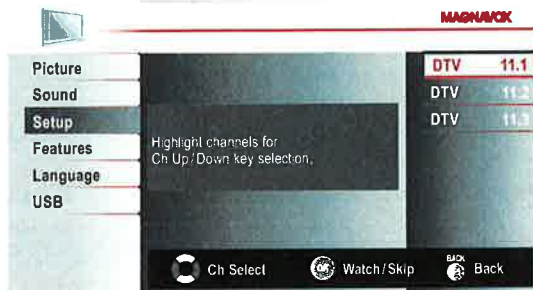 MAGNAVOX
Picture
Sound
Setup
Features
Language
USB
Highlight channels for
Ch Up/Down key selection.
DTV 11.1
DTV 11.2
DTV 11.3
Ch Select
OK
Watch/Skip
BACK
Back